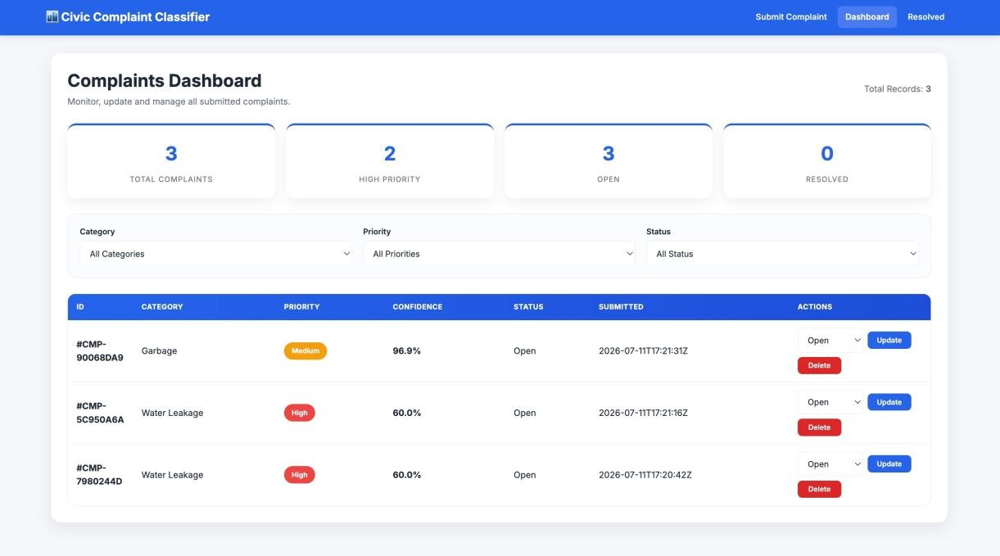 Civic Complaint Classifier
Submit Complaint
Dashboard
Resolved
Complaints Dashboard
Monitor, update and manage all submitted complaints.
Total Records: 3
3
TOTAL COMPLAINTS
2
HIGH PRIORITY
3
OPEN
0
RESOLVED
Category
All Categories
Priority
All Priorities
Status
All Status
ID CATEGORY PRIORITY CONFIDENCE STATUS SUBMITTED ACTIONS
#CMP-
90068DA9
Garbage
Medium
96.9%
Open
2026-07-11T17:21:31Z
Open
Update
Delete
#CMP-
5C950A6A
Water Leakage
High
60.0%
Open
2026-07-11T17:21:16Z
Open
Update
Delete
#CMP-
7980244D
Water Leakage
High
60.0%
Open
2026-07-11T17:20:42Z
Open
Update
Delete